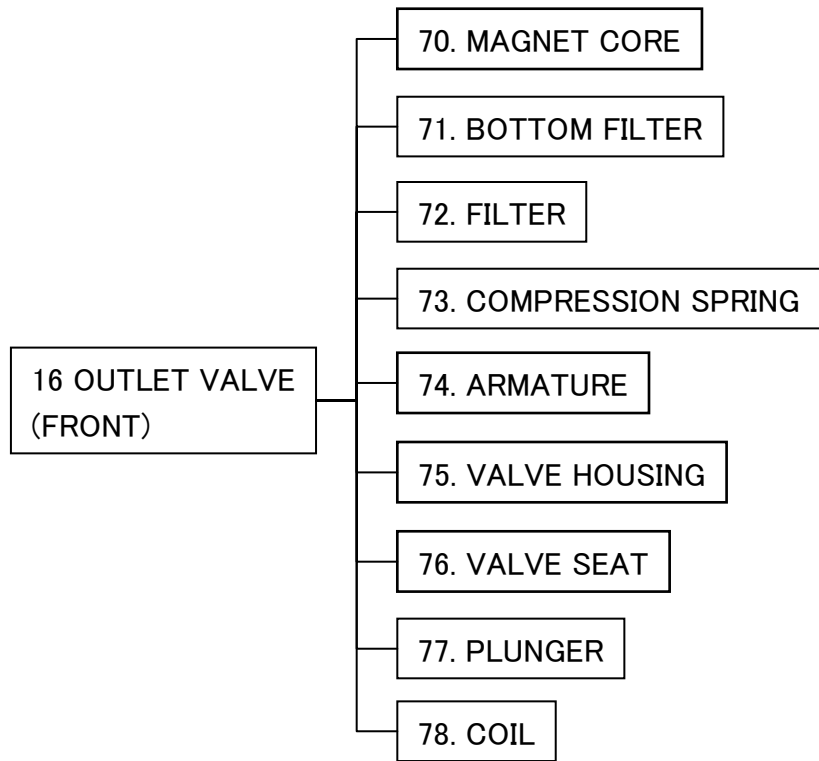 70. MAGNET CORE
71. BOTTOM FILTER
72. FILTER
73. COMPRESSION SPRING
16 OUTLET VALVE
(FRONT)
74. ARMATURE
75. VALVE HOUSING
76. VALVE SEAT
77. PLUNGER
78. COIL